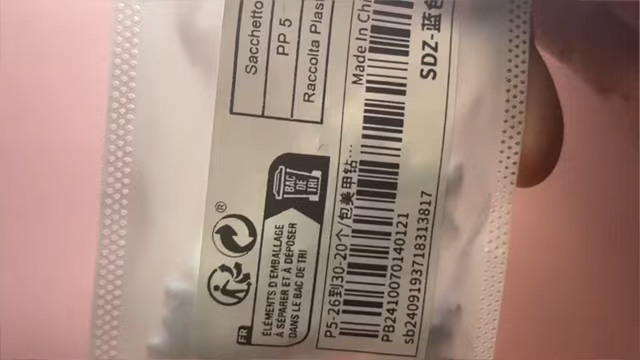 Sacchetto
PP 5
Raccolta Plas
®
FR
ÉLÉMENTS D'EMBALLAGE
À SÉPARER ET À DÉPOSER
DANS LE BAC DE TRI
BAC
DE
TRI
P5-26到30-20个/包美甲钻...
Made In Chi
PB2410070140121
sb2409193718313817
SDZ-蓝色